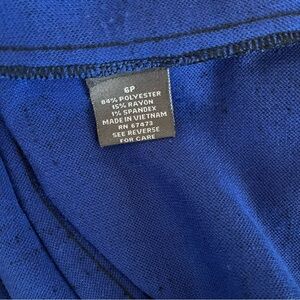 6P
84% POLYESTER
15% RAYON
1% SPANDEX
MADE IN VIETNAM
RN 67473
SEE REVERSE
FOR CARE